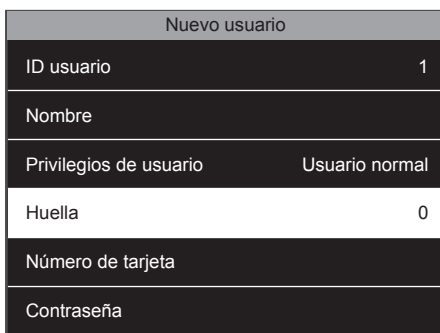 Nuevo usuario
ID usuario 1
Nombre
Privilegios de usuario Usuario normal
Huella 0
Número de tarjeta
Contraseña